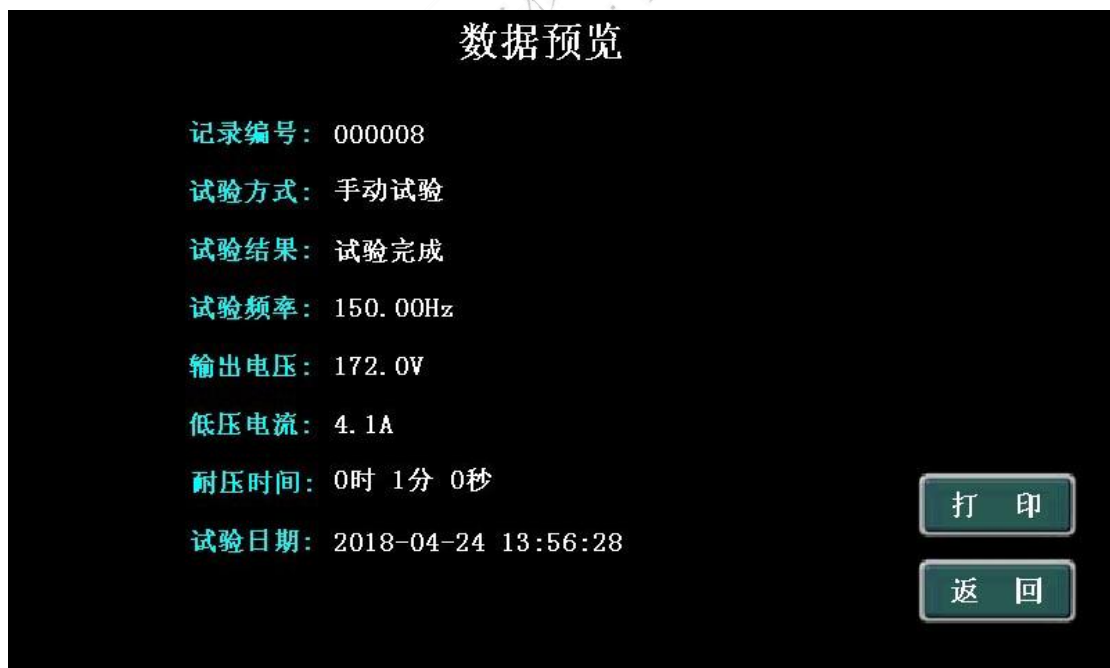 数据预览
记录编号: 000008
试验方式: 手动试验
试验结果: 试验完成
试验频率: 150.00Hz
输出电压: 172.0V
低压电流: 4.1A
耐压时间: 0时 1分 0秒
试验日期: 2018-04-24 13:56:28
打 印
返 回